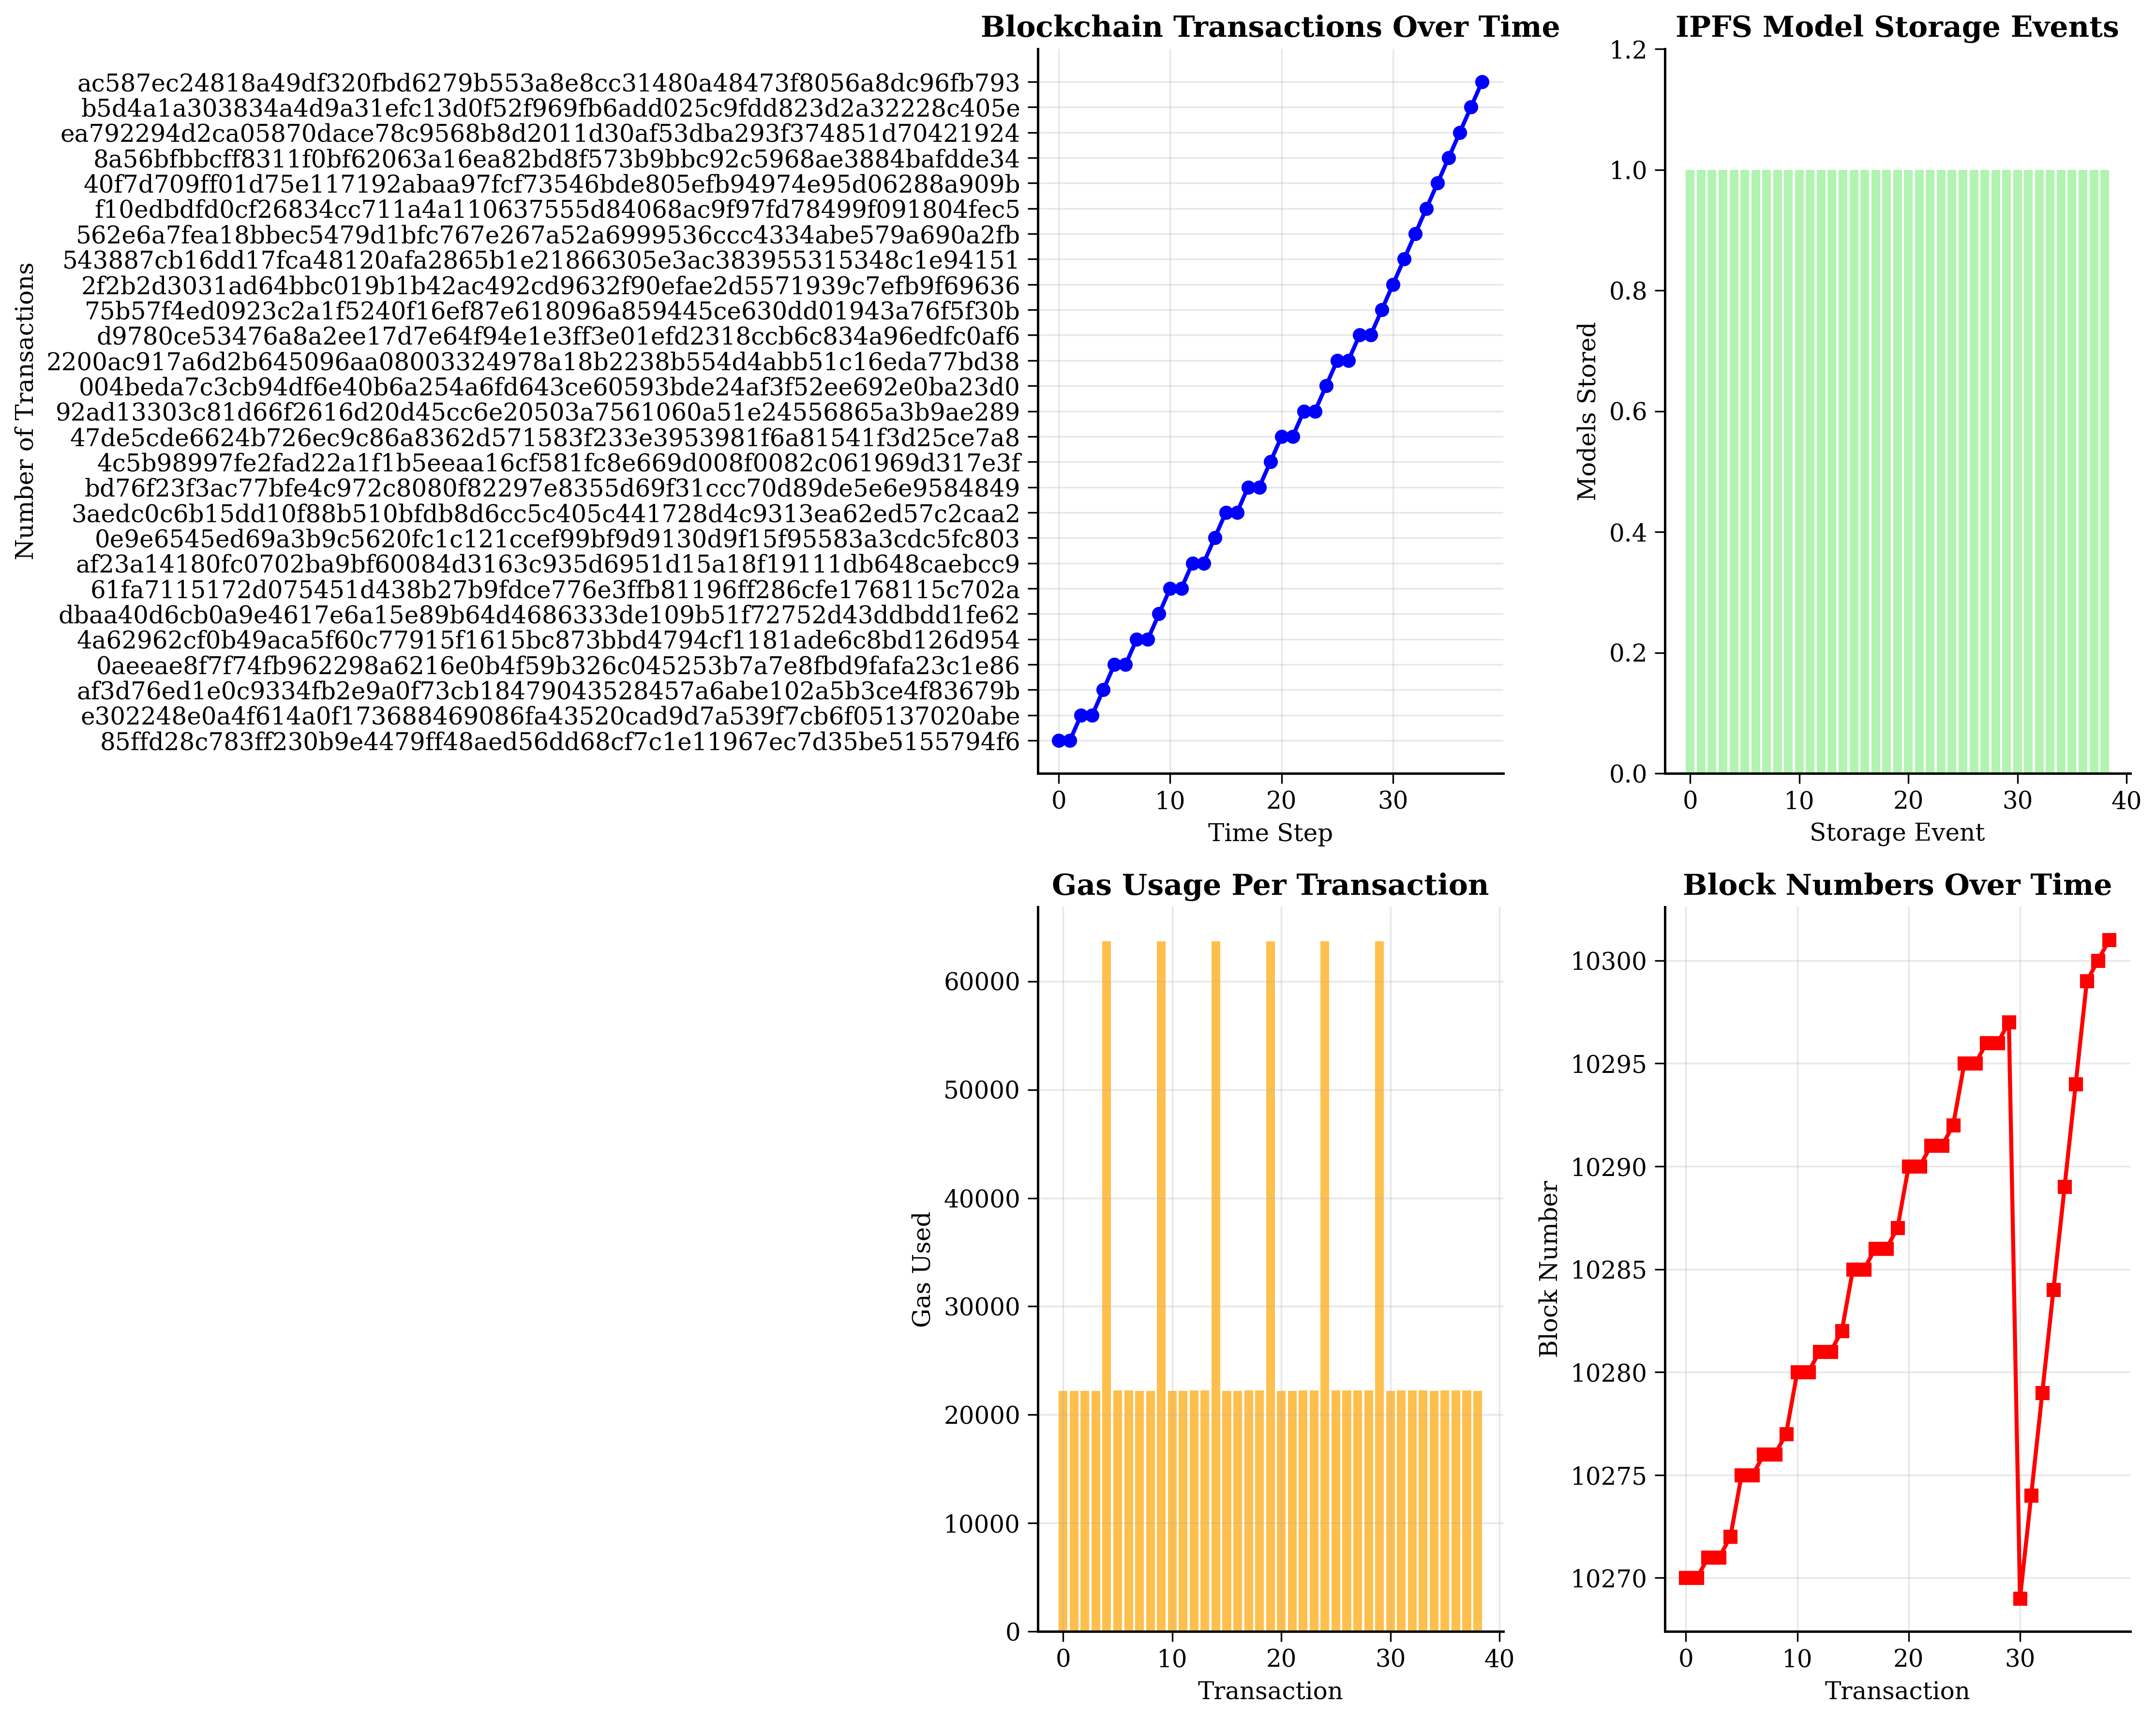 Blockchain Transactions Over Time
Number of Transactions
ac587ec24818a49df320fbd6279b553a8e8cc31480a48473f8056a8dc96fb793
b5d4a1a303834a4d9a31efc13d0f52f969fb6add025c9fdd823d2a32228c405e
ea792294d2ca05870dace78c9568b8d2011d30af53dba293f374851d70421924
8a56bfbbcff8311f0bf62063a16ea82bd8f573b9bbc92c5968ae3884bafdde34
40f7d709ff01d75e117192abaa97fcf73546bde805efb94974e95d06288a909b
f10edbdfd0cf26834cc711a4a110637555d84068ac9f97fd78499f091804fec5
562e6a7fea18bbec5479d1bfc767e267a52a6999536ccc4334abe579a690a2fb
543887cb16dd17fca48120afa2865b1e21866305e3ac383955315348c1e94151
2f2b2d3031ad64bbc019b1b42ac492cd9632f90efae2d5571939c7efb9f69636
75b57f4ed0923c2a1f5240f16ef87e618096a859445ce630dd01943a76f5f30b
d9780ce53476a8a2ee17d7e64f94e1e3ff3e01efd2318ccb6c834a96edfc0af6
2200ac917a6d2b645096aa08003324978a18b2238b554d4abb51c16eda77bd38
004beda7c3cb94df6e40b6a254a6fd643ce60593bde24af3f52ee692e0ba23d0
92ad13303c81d66f2616d20d45cc6e20503a7561060a51e24556865a3b9ae289
47de5cde6624b726ec9c86a8362d571583f233e3953981f6a81541f3d25ce7a8
4c5b98997fe2fad22a1f1b5eeaa16cf581fc8e669d008f0082c061969d317e3f
bd76f23f3ac77bfe4c972c8080f82297e8355d69f31ccc70d89de5e6e9584849
3aedc0c6b15dd10f88b510bfdb8d6cc5c405c441728d4c9313ea62ed57c2caa2
0e9e6545ed69a3b9c5620fc1c121ccef99bf9d9130d9f15f95583a3cdc5fc803
af23a14180fc0702ba9bf60084d3163c935d6951d15a18f19111db648caebcc9
61fa7115172d075451d438b27b9fdce776e3ffb81196ff286cfe1768115c702a
dbaa40d6cb0a9e4617e6a15e89b64d4686333de109b51f72752d43ddbdd1fe62
4a62962cf0b49aca5f60c77915f1615bc873bbd4794cf1181ade6c8bd126d954
0aeeae8f7f74fb962298a6216e0b4f59b326c045253b7a7e8fbd9fafa23c1e86
af3d76ed1e0c9334fb2e9a0f73cb18479043528457a6abe102a5b3ce4f83679b
e302248e0a4f614a0f173688469086fa43520cad9d7a539f7cb6f05137020abe
85ffd28c783ff230b9e4479ff48aed56dd68cf7c1e11967ec7d35be5155794f6
0 10 20 30
Time Step
IPFS Model Storage Events
Models Stored
1.2
1.0
0.8
0.6
0.4
0.2
0.0
0 10 20 30 40
Storage Event
Gas Usage Per Transaction
Gas Used
60000
50000
40000
30000
20000
10000
0
0 10 20 30 40
Transaction
Block Numbers Over Time
Block Number
10300
10295
10290
10285
10280
10275
10270
0 10 20 30
Transaction